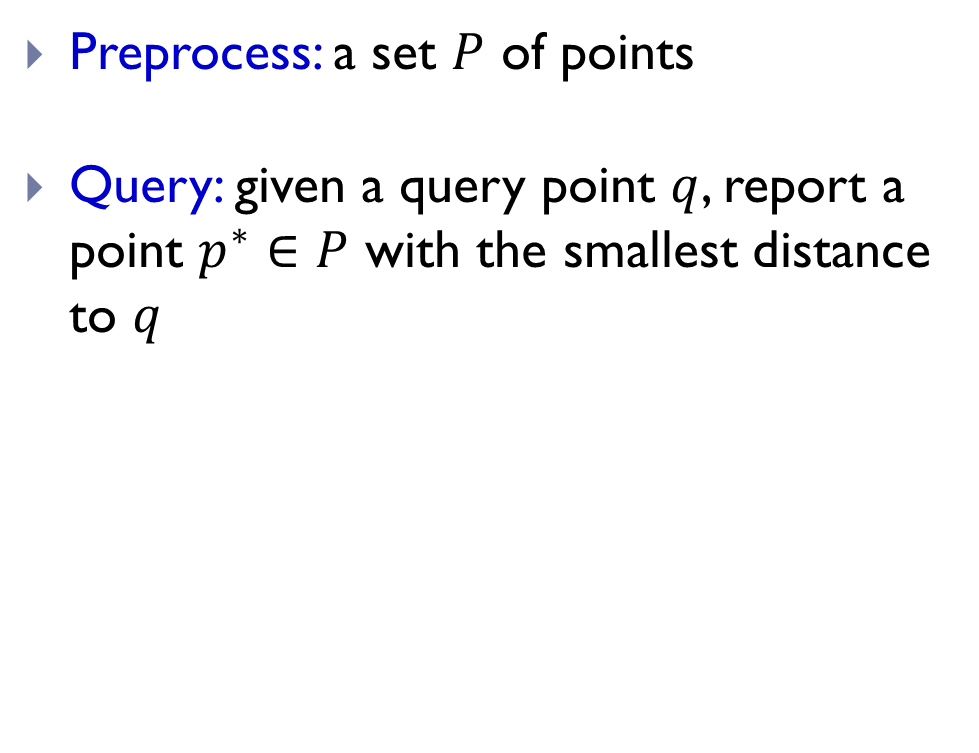 Preprocess: a set 𝑃 of points
Query: given a query point 𝑞, report a
point 𝑝* ∈ 𝑃 with the smallest distance
to 𝑞